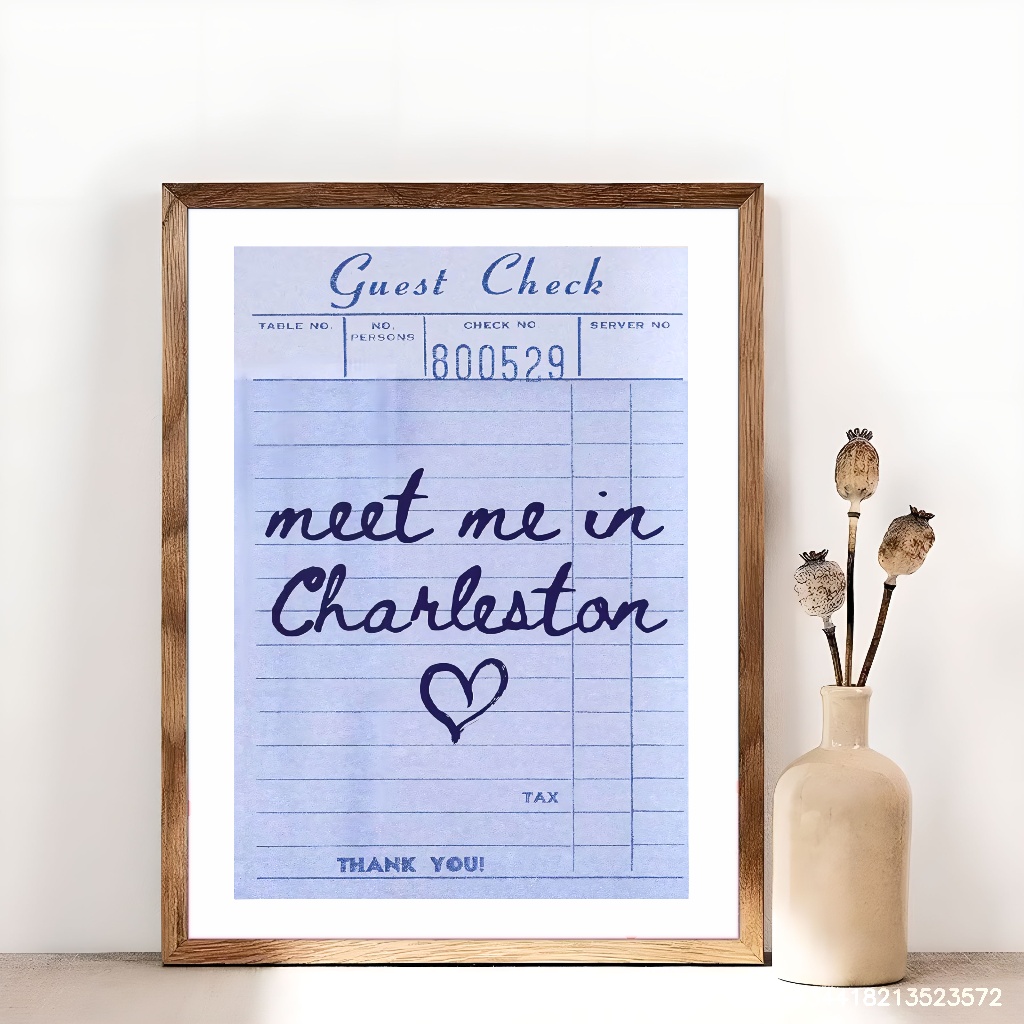 Guest Check
TABLE NO.
NO.
PERSONS
CHECK NO.
SERVER NO
800529
meet me in
Charleston
TAX
THANK YOU!
18213523572